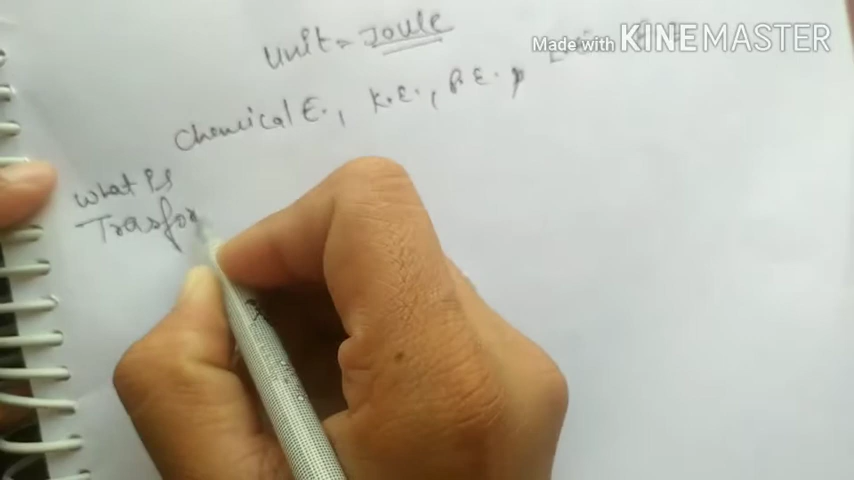 Unit = Joule
Made with KINEMASTER
Chemical E., K.E., P.E.,
What is
Trasfor